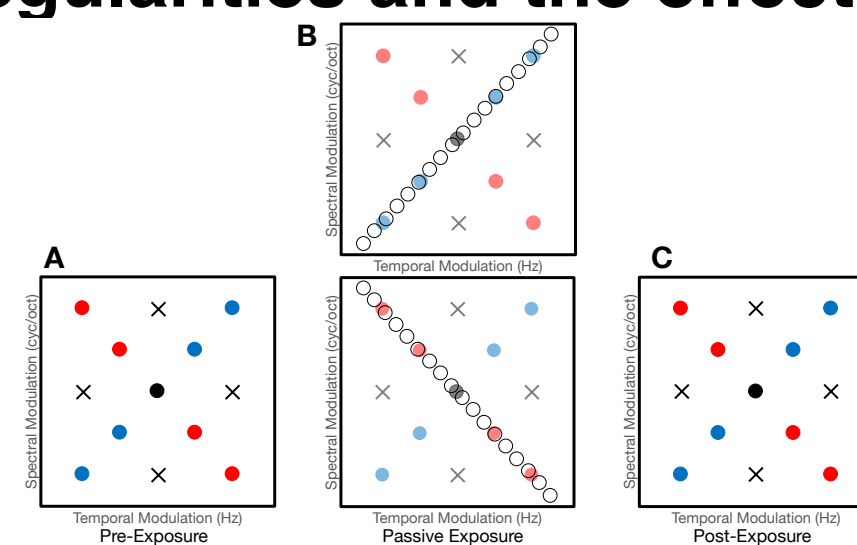 B
Spectral Modulation (cyc/oct)
Temporal Modulation (Hz)
A
Spectral Modulation (cyc/oct)
Temporal Modulation (Hz)
Pre-Exposure
Spectral Modulation (cyc/oct)
Temporal Modulation (Hz)
Passive Exposure
C
Spectral Modulation (cyc/oct)
Temporal Modulation (Hz)
Post-Exposure